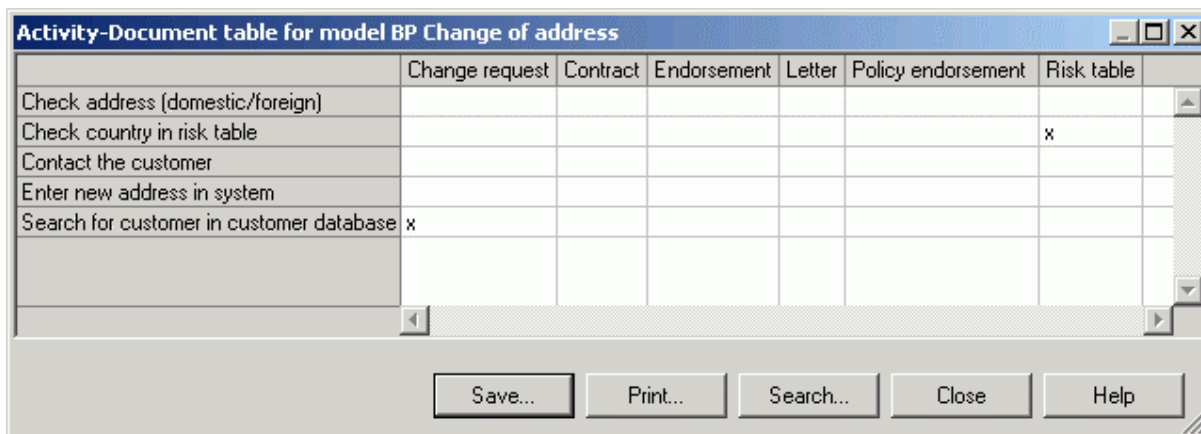 Activity-Document table for model BP Change of address
Change request Contract Endorsement Letter Policy endorsement Risk table
Check address (domestic/foreign)
Check country in risk table x
Contact the customer
Enter new address in system
Search for customer in customer database x
Save... Print... Search... Close Help